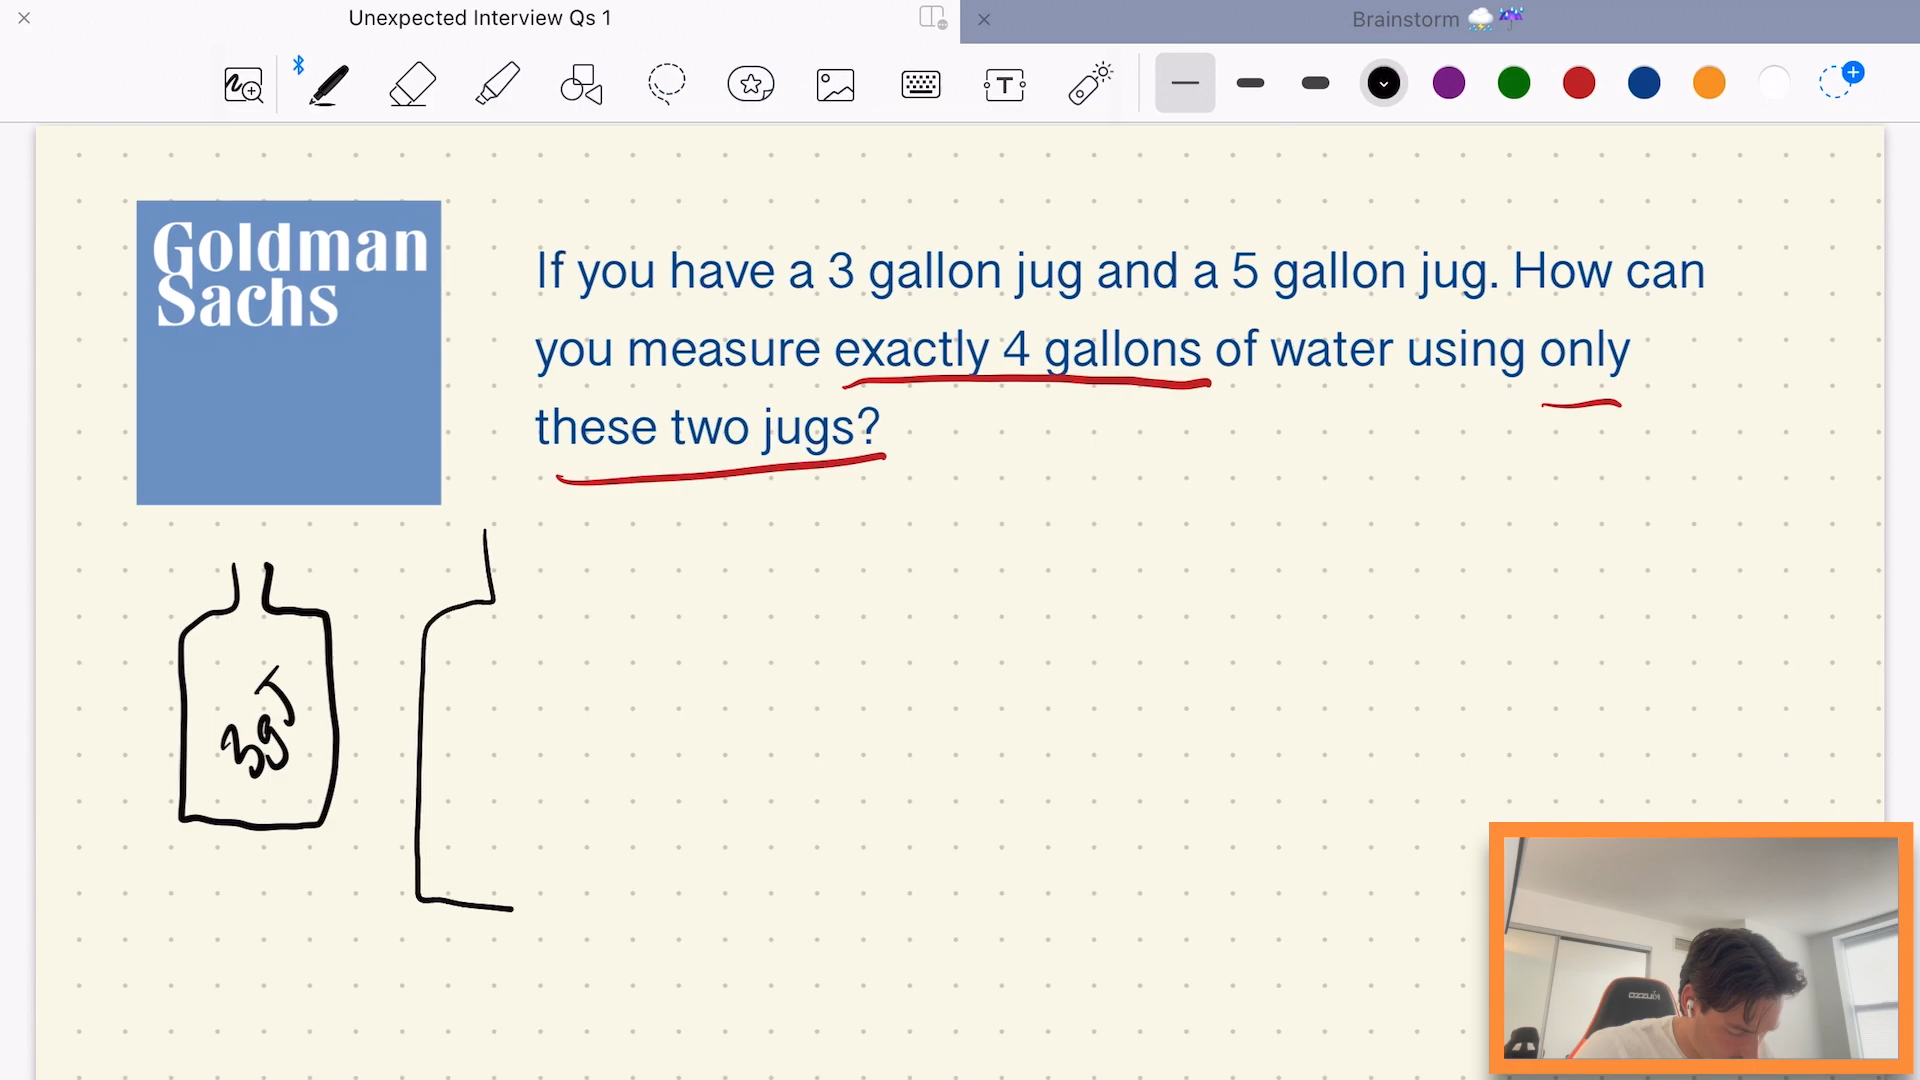 Unexpected Interview Qs 1
Brainstorm
Goldman
Sachs
If you have a 3 gallon jug and a 5 gallon jug. How can
you measure exactly 4 gallons of water using only
these two jugs?
3gJ